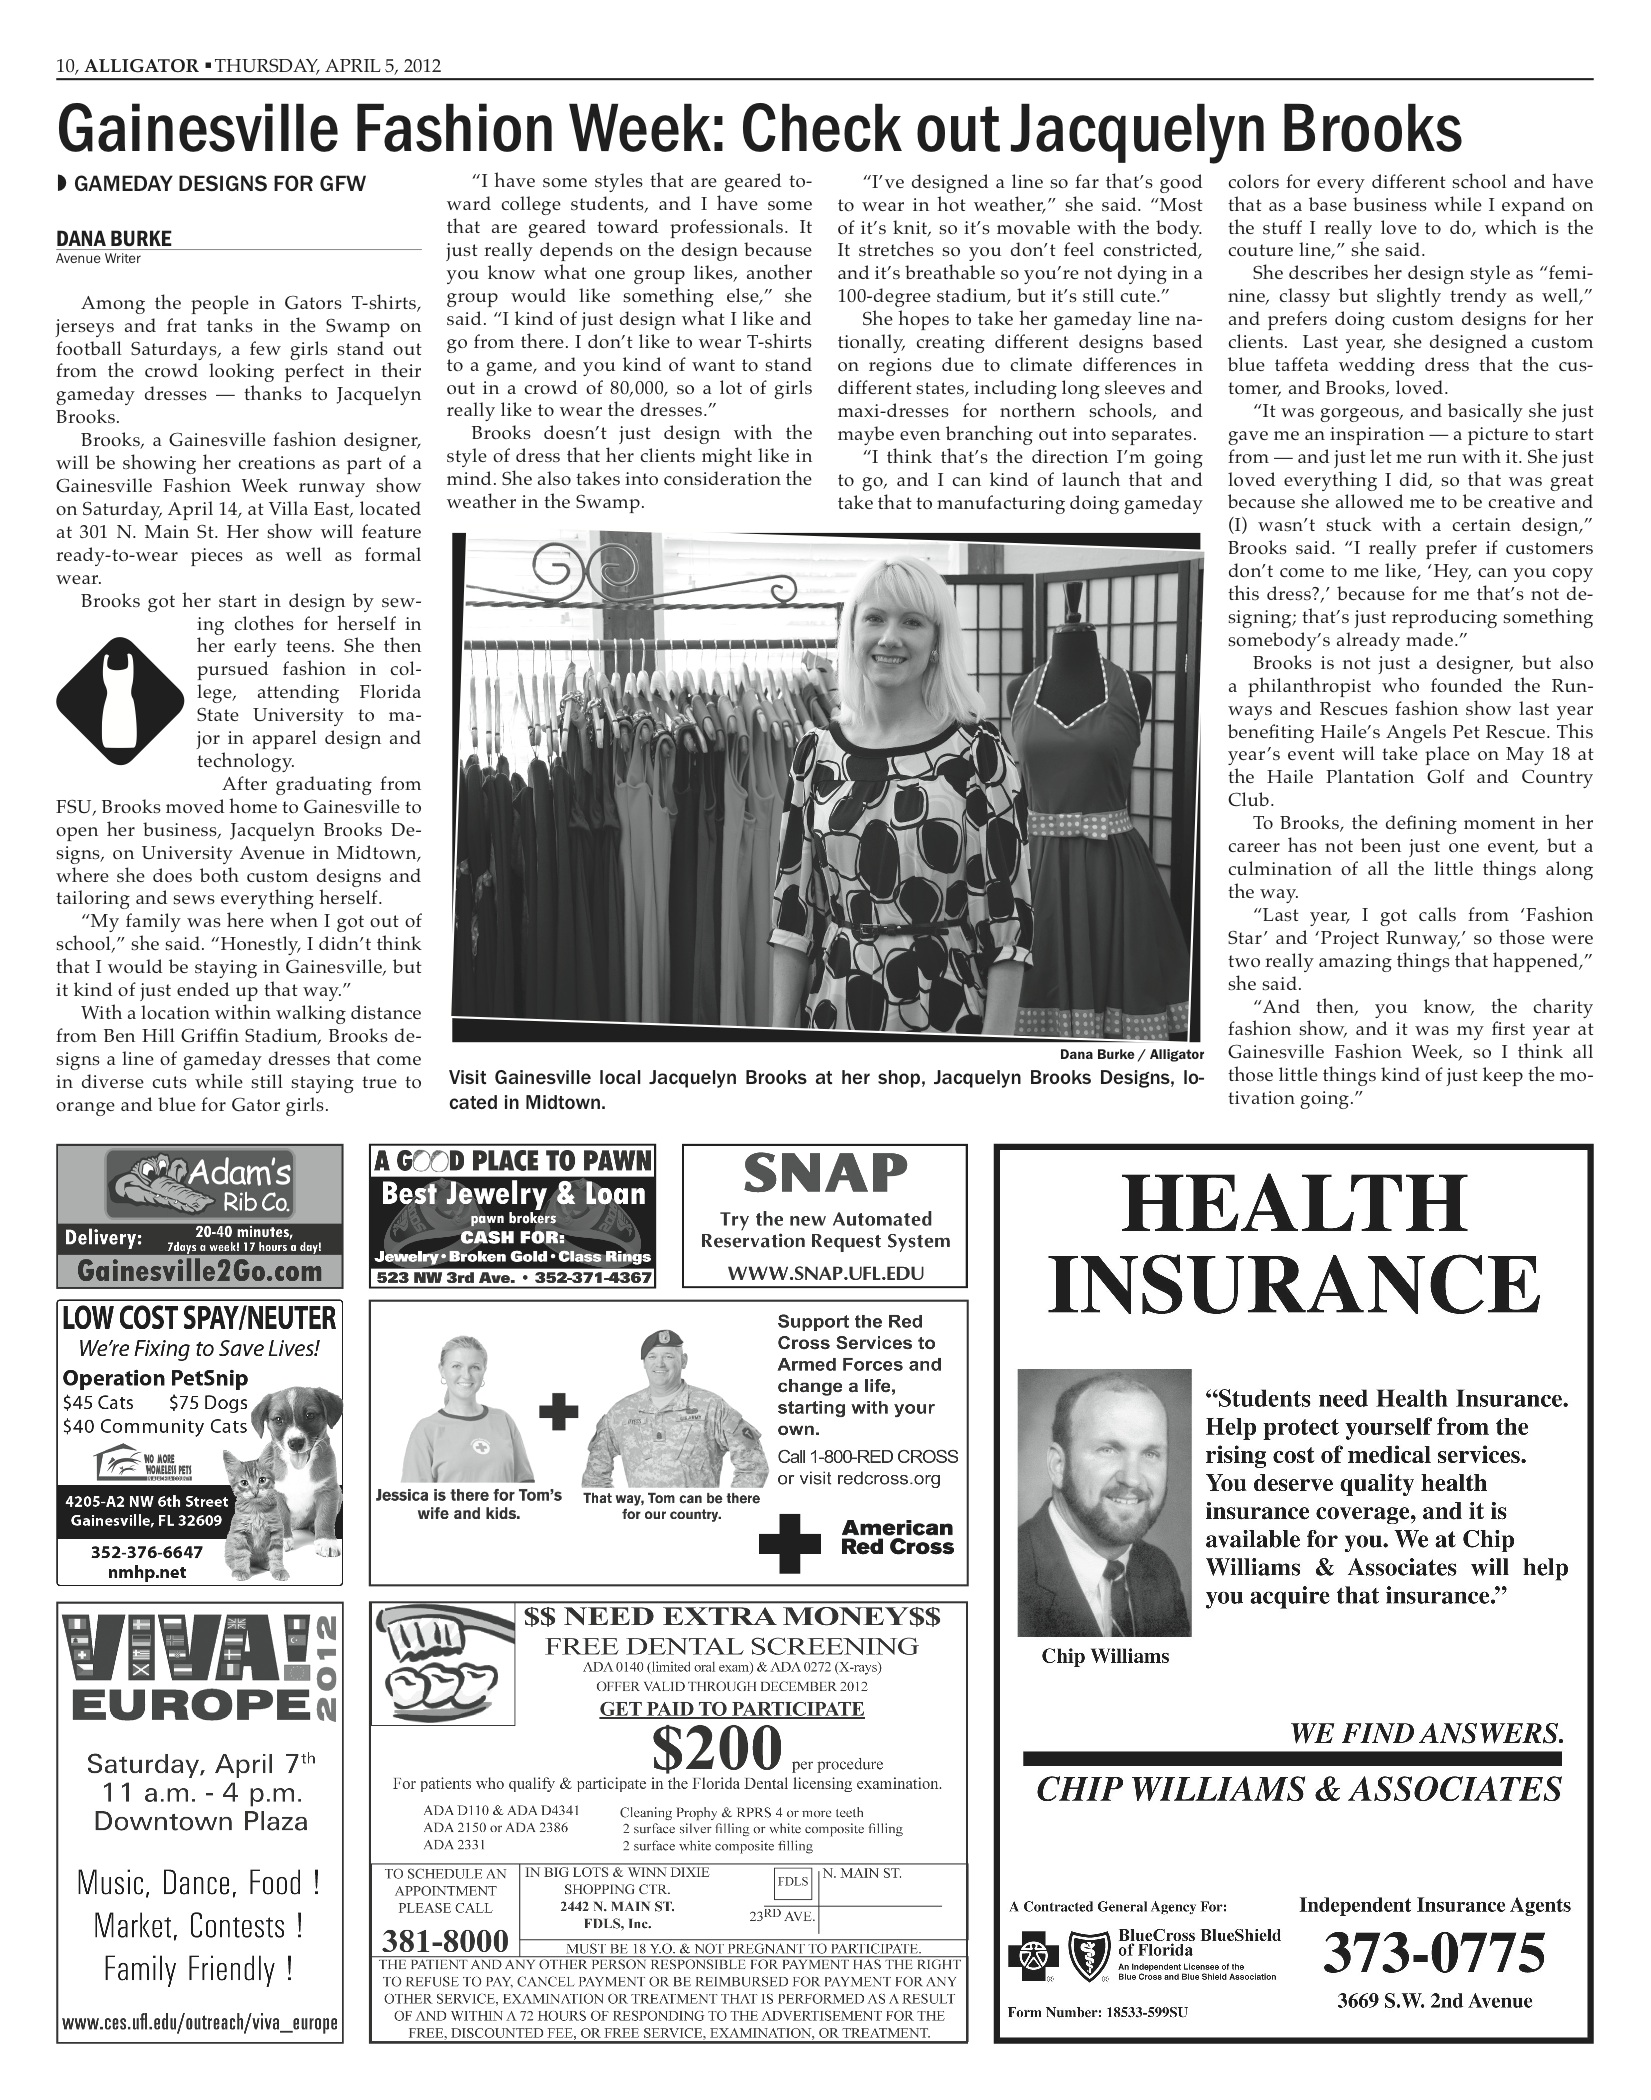 10, ALLIGATOR ▪ THURSDAY, APRIL 5, 2012
Gainesville Fashion Week: Check out Jacquelyn Brooks
◗ GAMEDAY DESIGNS FOR GFW
DANA BURKE
Avenue Writer
Among the people in Gators T-shirts,
jerseys and frat tanks in the Swamp on
football Saturdays, a few girls stand out
from the crowd looking perfect in their
gameday dresses — thanks to Jacquelyn
Brooks.
Brooks, a Gainesville fashion designer,
will be showing her creations as part of a
Gainesville Fashion Week runway show
on Saturday, April 14, at Villa East, located
at 301 N. Main St. Her show will feature
ready-to-wear pieces as well as formal
wear.
Brooks got her start in design by sew-
ing clothes for herself in
her early teens. She then
pursued fashion in col-
lege, attending Florida
State University to ma-
jor in apparel design and
technology.
After graduating from
FSU, Brooks moved home to Gainesville to
open her business, Jacquelyn Brooks De-
signs, on University Avenue in Midtown,
where she does both custom designs and
tailoring and sews everything herself.
“My family was here when I got out of
school,” she said. “Honestly, I didn’t think
that I would be staying in Gainesville, but
it kind of just ended up that way.”
With a location within walking distance
from Ben Hill Griffin Stadium, Brooks de-
signs a line of gameday dresses that come
in diverse cuts while still staying true to
orange and blue for Gator girls.
“I have some styles that are geared to-
ward college students, and I have some
that are geared toward professionals. It
just really depends on the design because
you know what one group likes, another
group would like something else,” she
said. “I kind of just design what I like and
go from there. I don’t like to wear T-shirts
to a game, and you kind of want to stand
out in a crowd of 80,000, so a lot of girls
really like to wear the dresses.”
Brooks doesn’t just design with the
style of dress that her clients might like in
mind. She also takes into consideration the
weather in the Swamp.
“I’ve designed a line so far that’s good
to wear in hot weather,” she said. “Most
of it’s knit, so it’s movable with the body.
It stretches so you don’t feel constricted,
and it’s breathable so you’re not dying in a
100-degree stadium, but it’s still cute.”
She hopes to take her gameday line na-
tionally, creating different designs based
on regions due to climate differences in
different states, including long sleeves and
maxi-dresses for northern schools, and
maybe even branching out into separates.
“I think that’s the direction I’m going
to go, and I can kind of launch that and
take that to manufacturing doing gameday
colors for every different school and have
that as a base business while I expand on
the stuff I really love to do, which is the
couture line,” she said.
She describes her design style as “femi-
nine, classy but slightly trendy as well,”
and prefers doing custom designs for her
clients. Last year, she designed a custom
blue taffeta wedding dress that the cus-
tomer, and Brooks, loved.
“It was gorgeous, and basically she just
gave me an inspiration — a picture to start
from — and just let me run with it. She just
loved everything I did, so that was great
because she allowed me to be creative and
(I) wasn’t stuck with a certain design,”
Brooks said. “I really prefer if customers
don’t come to me like, ‘Hey, can you copy
this dress?,’ because for me that’s not de-
signing; that’s just reproducing something
somebody’s already made.”
Brooks is not just a designer, but also
a philanthropist who founded the Run-
ways and Rescues fashion show last year
benefiting Haile’s Angels Pet Rescue. This
year’s event will take place on May 18 at
the Haile Plantation Golf and Country
Club.
To Brooks, the defining moment in her
career has not been just one event, but a
culmination of all the little things along
the way.
“Last year, I got calls from ‘Fashion
Star’ and ‘Project Runway,’ so those were
two really amazing things that happened,”
she said.
“And then, you know, the charity
fashion show, and it was my first year at
Gainesville Fashion Week, so I think all
those little things kind of just keep the mo-
tivation going.”
Dana Burke / Alligator
Visit Gainesville local Jacquelyn Brooks at her shop, Jacquelyn Brooks Designs, lo-
cated in Midtown.
Adam's
Rib Co.
Delivery:
20-40 minutes,
7days a week! 17 hours a day!
Gainesville2Go.com
A GOOD PLACE TO PAWN
Best Jewelry & Loan
pawn brokers
CASH FOR:
Jewelry • Broken Gold • Class Rings
523 NW 3rd Ave. • 352-371-4367
SNAP
Try the new Automated
Reservation Request System
WWW.SNAP.UFL.EDU
LOW COST SPAY/NEUTER
We're Fixing to Save Lives!
Operation PetSnip
$45 Cats $75 Dogs
$40 Community Cats
NO MORE
HOMELESS PETS
4205-A2 NW 6th Street
Gainesville, FL 32609
352-376-6647
nmhp.net
Jessica is there for Tom's
wife and kids.
That way, Tom can be there
for our country.
Support the Red
Cross Services to
Armed Forces and
change a life,
starting with your
own.
Call 1-800-RED CROSS
or visit redcross.org
American
Red Cross
VIVA!
EUROPE
2012
Saturday, April 7th
11 a.m. - 4 p.m.
Downtown Plaza
Music, Dance, Food !
Market, Contests !
Family Friendly !
www.ces.ufl.edu/outreach/viva_europe
$$ NEED EXTRA MONEY$$
FREE DENTAL SCREENING
ADA 0140 (limited oral exam) & ADA 0272 (X-rays)
OFFER VALID THROUGH DECEMBER 2012
GET PAID TO PARTICIPATE
$200 per procedure
For patients who qualify & participate in the Florida Dental licensing examination.
ADA D110 & ADA D4341 Cleaning Prophy & RPRS 4 or more teeth
ADA 2150 or ADA 2386 2 surface silver filling or white composite filling
ADA 2331 2 surface white composite filling
TO SCHEDULE AN
APPOINTMENT
PLEASE CALL
381-8000
IN BIG LOTS & WINN DIXIE
SHOPPING CTR.
2442 N. MAIN ST.
FDLS, Inc.
FDLS
N. MAIN ST.
23RD AVE.
MUST BE 18 Y.O. & NOT PREGNANT TO PARTICIPATE.
THE PATIENT AND ANY OTHER PERSON RESPONSIBLE FOR PAYMENT HAS THE RIGHT
TO REFUSE TO PAY, CANCEL PAYMENT OR BE REIMBURSED FOR PAYMENT FOR ANY
OTHER SERVICE, EXAMINATION OR TREATMENT THAT IS PERFORMED AS A RESULT
OF AND WITHIN A 72 HOURS OF RESPONDING TO THE ADVERTISEMENT FOR THE
FREE, DISCOUNTED FEE, OR FREE SERVICE, EXAMINATION, OR TREATMENT.
HEALTH
INSURANCE
“Students need Health Insurance.
Help protect yourself from the
rising cost of medical services.
You deserve quality health
insurance coverage, and it is
available for you. We at Chip
Williams & Associates will help
you acquire that insurance.”
Chip Williams
WE FIND ANSWERS.
CHIP WILLIAMS & ASSOCIATES
A Contracted General Agency For:
BlueCross BlueShield
of Florida
An Independent Licensee of the
Blue Cross and Blue Shield Association
Form Number: 18533-599SU
Independent Insurance Agents
373-0775
3669 S.W. 2nd Avenue